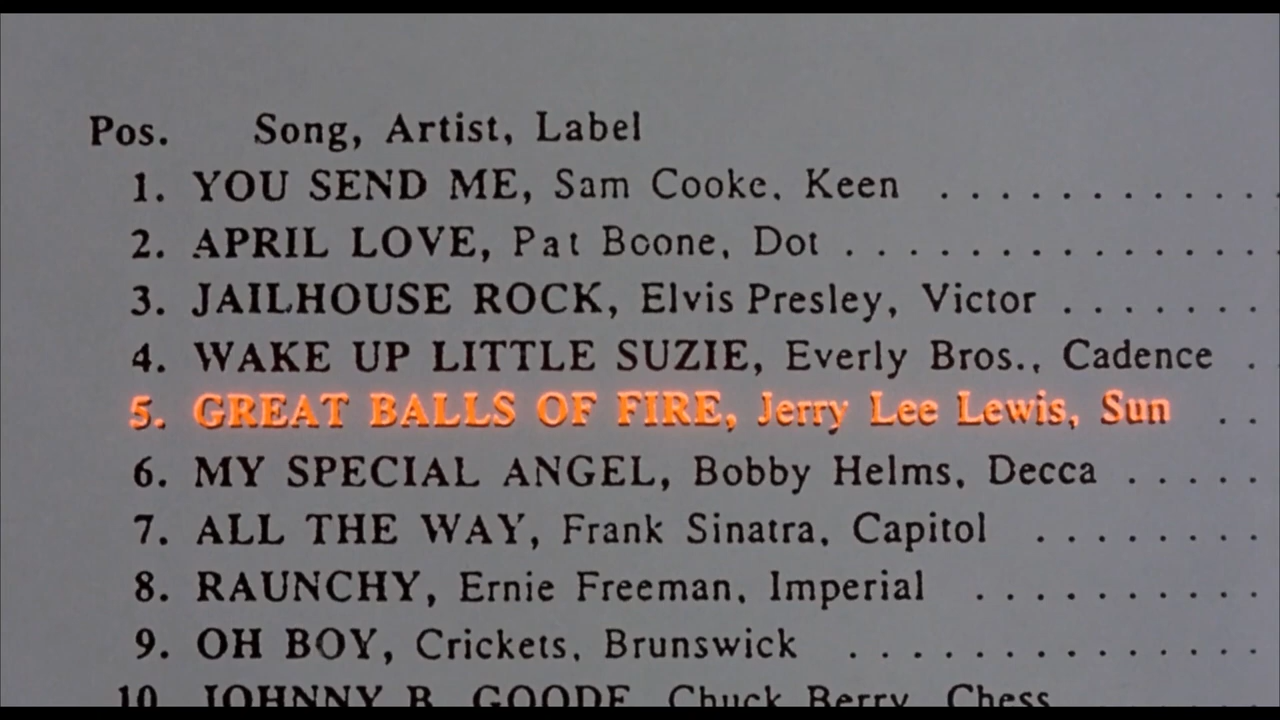 Pos. Song, Artist, Label
1. YOU SEND ME, Sam Cooke, Keen . . . . . . . . . . . .
2. APRIL LOVE, Pat Boone, Dot . . . . . . . . . . . . . . .
3. JAILHOUSE ROCK, Elvis Presley, Victor . . . . . . .
4. WAKE UP LITTLE SUZIE, Everly Bros., Cadence .
5. GREAT BALLS OF FIRE, Jerry Lee Lewis, Sun . .
6. MY SPECIAL ANGEL, Bobby Helms, Decca . . . . .
7. ALL THE WAY, Frank Sinatra, Capitol . . . . . . . .
8. RAUNCHY, Ernie Freeman, Imperial . . . . . . . . . .
9. OH BOY, Crickets, Brunswick . . . . . . . . . . . . . .
10. JOHNNY B. GOODE, Chuck Berry, Chess